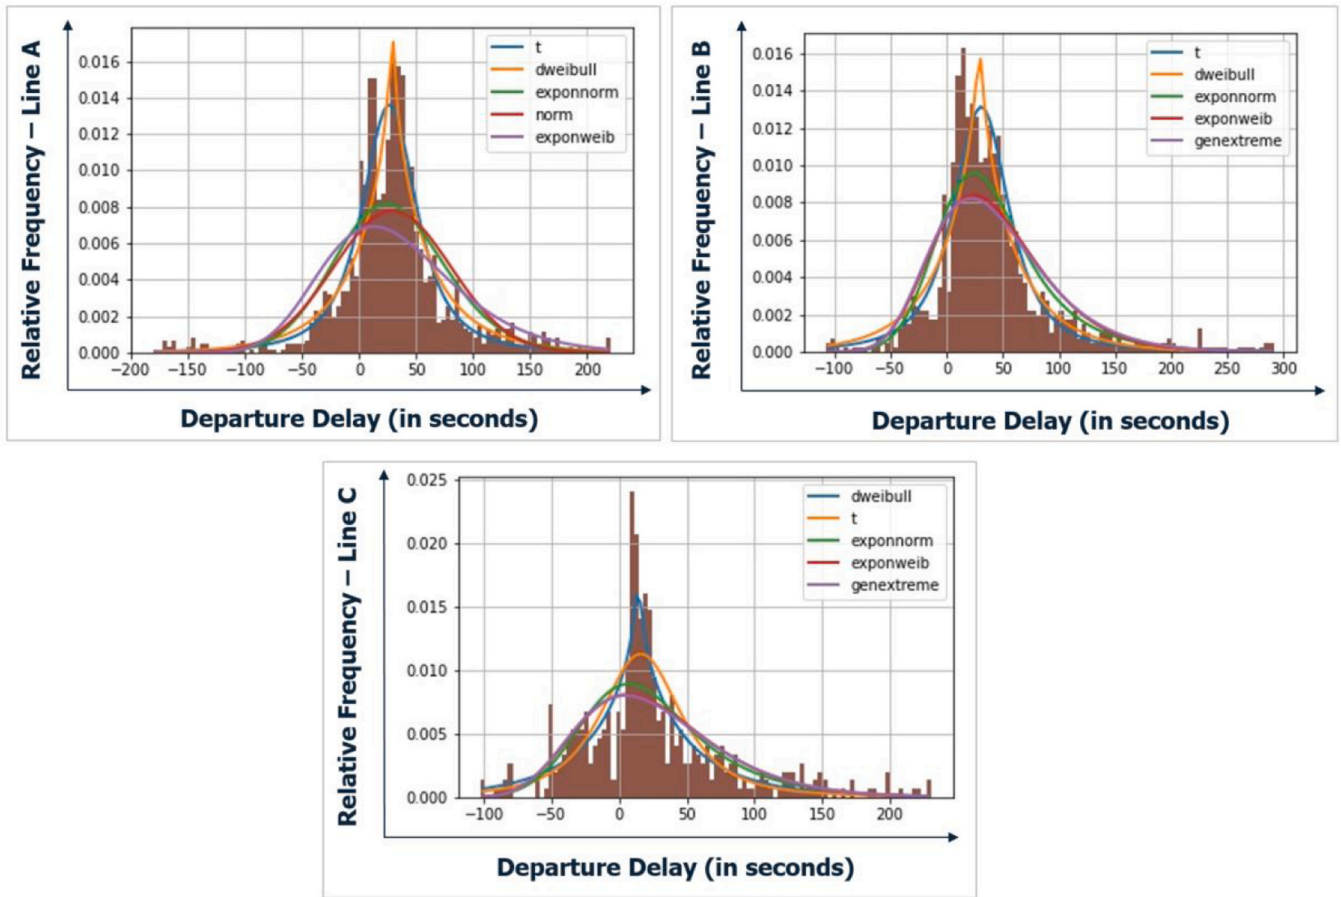 Relative Frequency – Line A
0.016
0.014
0.012
0.010
0.008
0.006
0.004
0.002
0.000
t
dweibull
exponnorm
norm
exponweib
−200 −150 −100 −50 0 50 100 150 200
Departure Delay (in seconds)
Relative Frequency – Line B
0.016
0.014
0.012
0.010
0.008
0.006
0.004
0.002
0.000
t
dweibull
exponnorm
exponweib
genextreme
−100 −50 0 50 100 150 200 250 300
Departure Delay (in seconds)
Relative Frequency – Line C
0.025
0.020
0.015
0.010
0.005
0.000
dweibull
t
exponnorm
exponweib
genextreme
−100 −50 0 50 100 150 200
Departure Delay (in seconds)